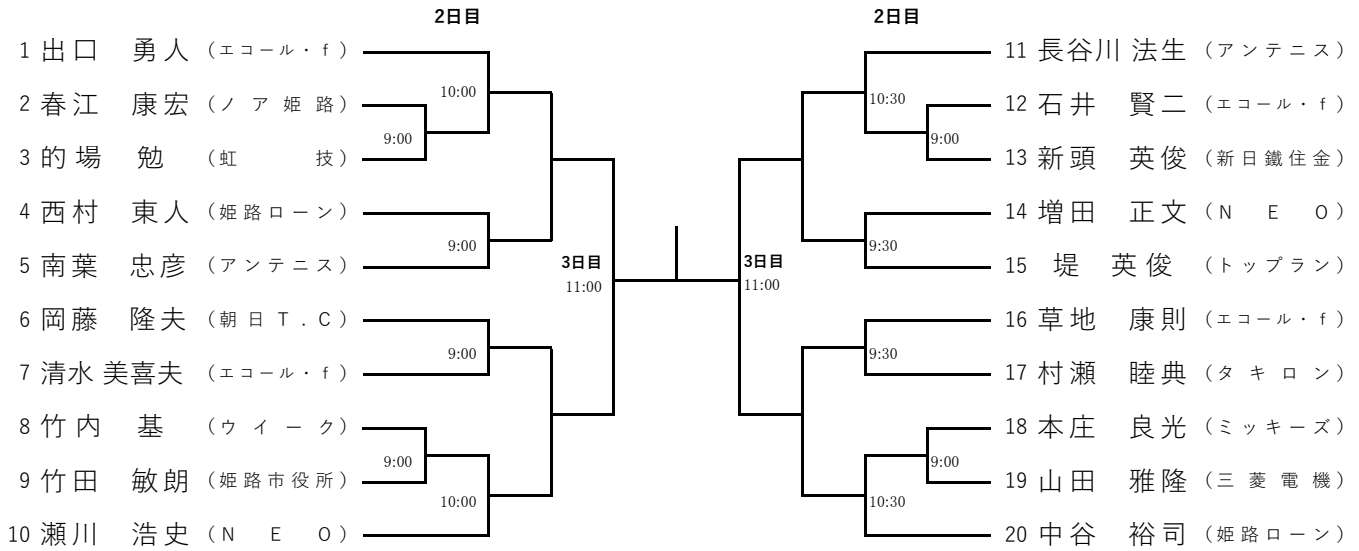 2日目
1 出口 勇人 (エコール・f)
10:00
2 春江 康宏 (ノア姫路)
9:00
3 的場 勉 (虹技)
4 西村 東人 (姫路ローン)
9:00
5 南葉 忠彦 (アンテニス)
3日目
11:00
6 岡藤 隆夫 (朝日T.C)
9:00
7 清水 美喜夫 (エコール・f)
8 竹内 基 (ウイーク)
9:00
9 竹田 敏朗 (姫路市役所)
10:00
10 瀬川 浩史 (NEO)
2日目
11 長谷川 法生 (アンテニス)
10:30
12 石井 賢二 (エコール・f)
9:00
13 新頭 英俊 (新日鐵住金)
14 増田 正文 (NEO)
9:30
15 堤 英俊 (トップラン)
3日目
11:00
16 草地 康則 (エコール・f)
9:30
17 村瀬 睦典 (タキロン)
18 本庄 良光 (ミッキーズ)
9:00
19 山田 雅隆 (三菱電機)
10:30
20 中谷 裕司 (姫路ローン)